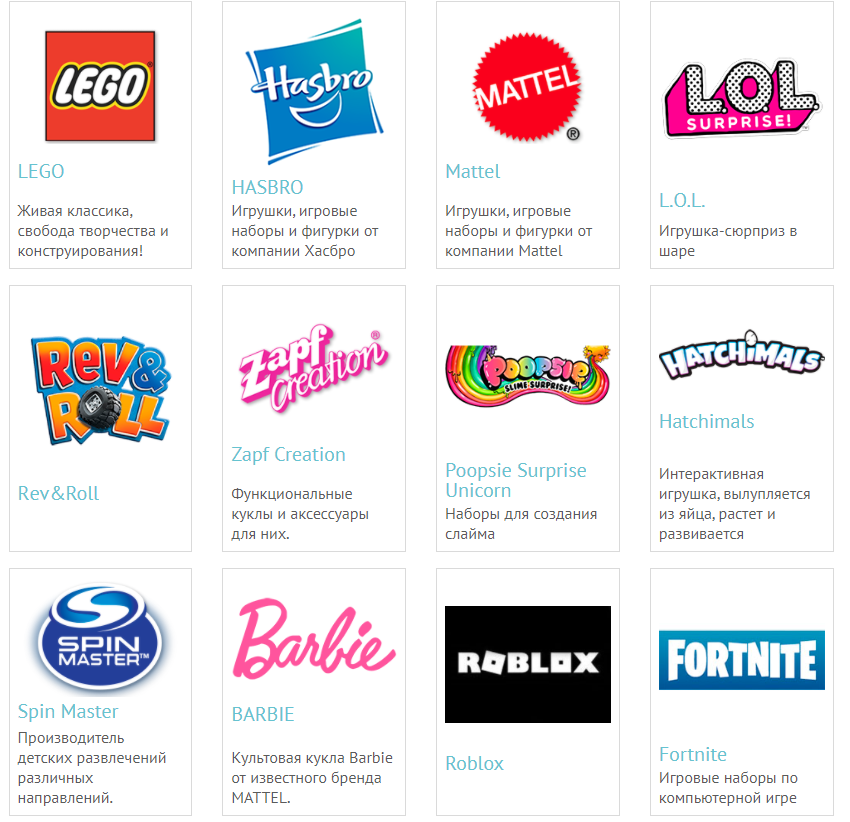 LEGO
LEGO
Живая классика,
свобода творчества и
конструирования!
Hasbro
HASBRO
Игрушки, игровые
наборы и фигурки от
компании Хасбро
MATTEL
®
Mattel
Игрушки, игровые
наборы и фигурки от
компании Mattel
L.O.L.
SURPRISE!
L.O.L.
Игрушка-сюрприз в
шаре
REV&
ROLL
Rev&Roll
Zapf ®
Creation
Zapf Creation
Функциональные
куклы и аксессуары
для них.
POOPSIE
SLIME SURPRISE!
Poopsie Surprise
Unicorn
Наборы для создания
слайма
HATCHiMALS
Hatchimals
Интерактивная
игрушка, вылупляется
из яйца, растет и
развивается
SPIN
MASTER™
Spin Master
Производитель
детских развлечений
различных
направлений.
Barbie
BARBIE
Культовая кукла Barbie
от известного бренда
MATTEL.
ROBLOX
Roblox
FORTNITE
Fortnite
Игровые наборы по
компьютерной игре